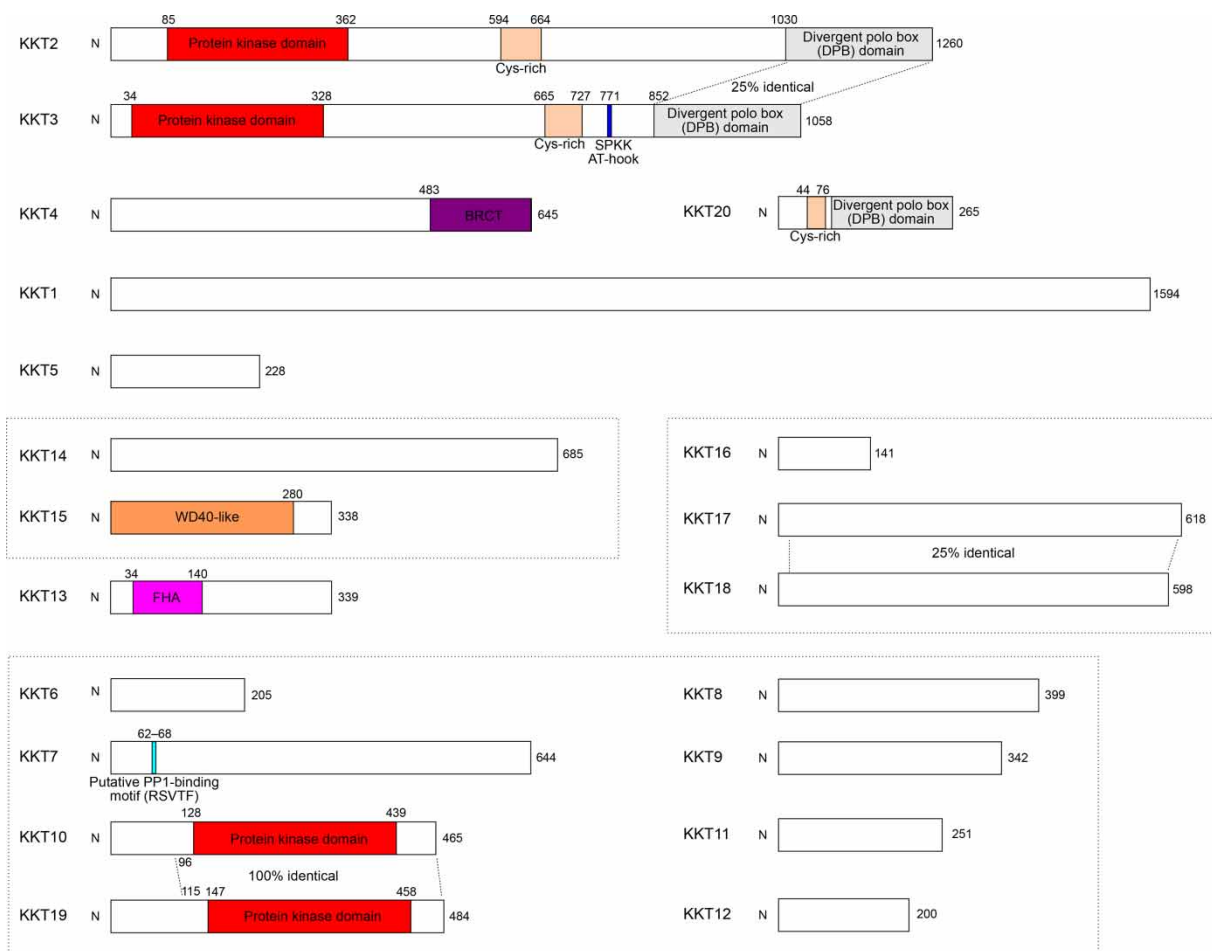 85 362 594 664 1030
KKT2 N Protein kinase domain Divergent polo box 1260
(DPB) domain
Cys-rich
25% identical
34 328 665 727 771 852
KKT3 N Protein kinase domain Divergent polo box 1058
(DPB) domain
Cys-rich SPKK
AT-hook
483 44 76
KKT4 N BRCT 645 KKT20 N Divergent polo box 265
(DPB) domain
Cys-rich
KKT1 N 1594
KKT5 N 228
KKT14 N 685 KKT16 N 141
280
KKT15 N WD40-like 338 KKT17 N 618
25% identical
34 140
KKT13 N FHA 339 KKT18 N 598
KKT6 N 205 KKT8 N 399
62–68
KKT7 N 644 KKT9 N 342
Putative PP1-binding
motif (RSVTF)
128 439
KKT10 N Protein kinase domain 465 KKT11 N 251
96
100% identical
115 147 458
KKT19 N Protein kinase domain 484 KKT12 N 200